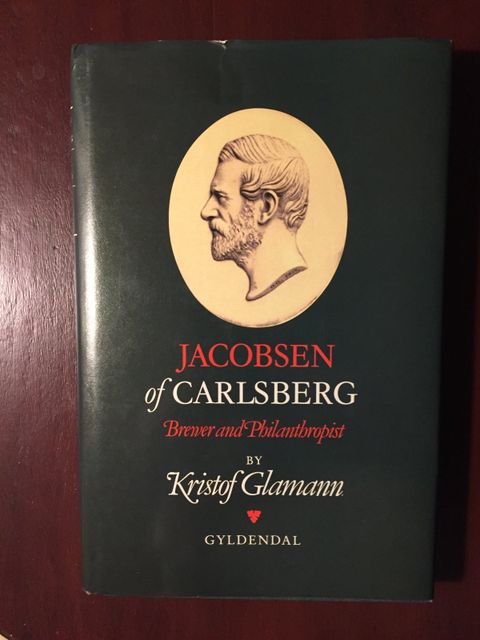 JACOBSEN
of CARLSBERG
Brewer and Philanthropist
BY
Kristof Glamann
GYLDENDAL